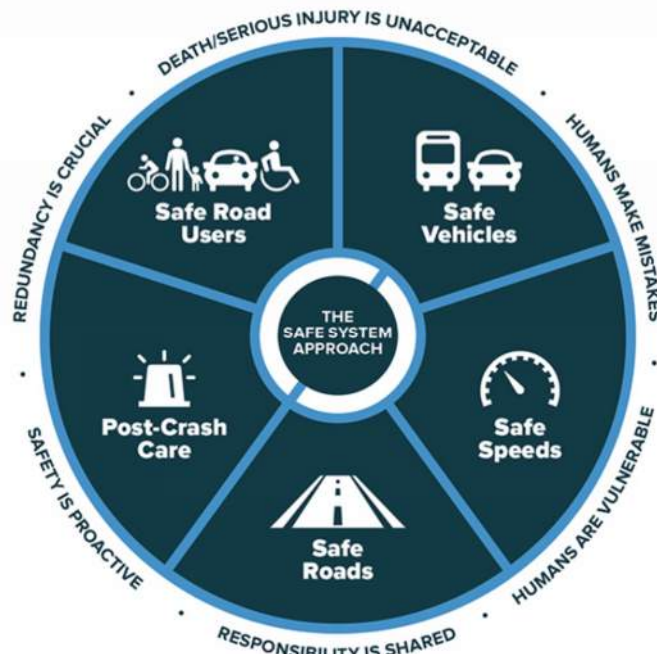 DEATH/SERIOUS INJURY IS UNACCEPTABLE
HUMANS MAKE MISTAKES
HUMANS ARE VULNERABLE
RESPONSIBILITY IS SHARED
SAFETY IS PROACTIVE
REDUNDANCY IS CRUCIAL
Safe Road
Users
Safe
Vehicles
THE
SAFE SYSTEM
APPROACH
Post-Crash
Care
Safe
Speeds
Safe
Roads